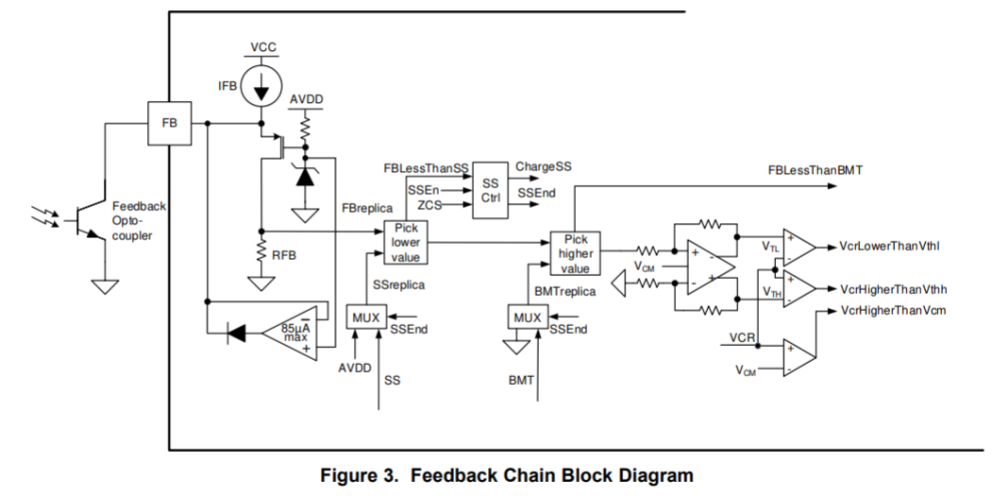 VCC
IFB
AVDD
FB
FBLessThanSS
ChargeSS
FBLessThanBMT
SSEn
SS
Ctrl
SSEnd
ZCS
Feedback
Opto-
coupler
FBreplica
Pick
lower
value
Pick
higher
value
RFB
VTL
VcrLowerThanVthl
VCM
SSreplica
BMTreplica
VTH
VcrHigherThanVthh
VcrHigherThanVcm
MUX
SSEnd
MUX
SSEnd
85µA
max
VCR
VCM
AVDD
SS
BMT
Figure 3. Feedback Chain Block Diagram